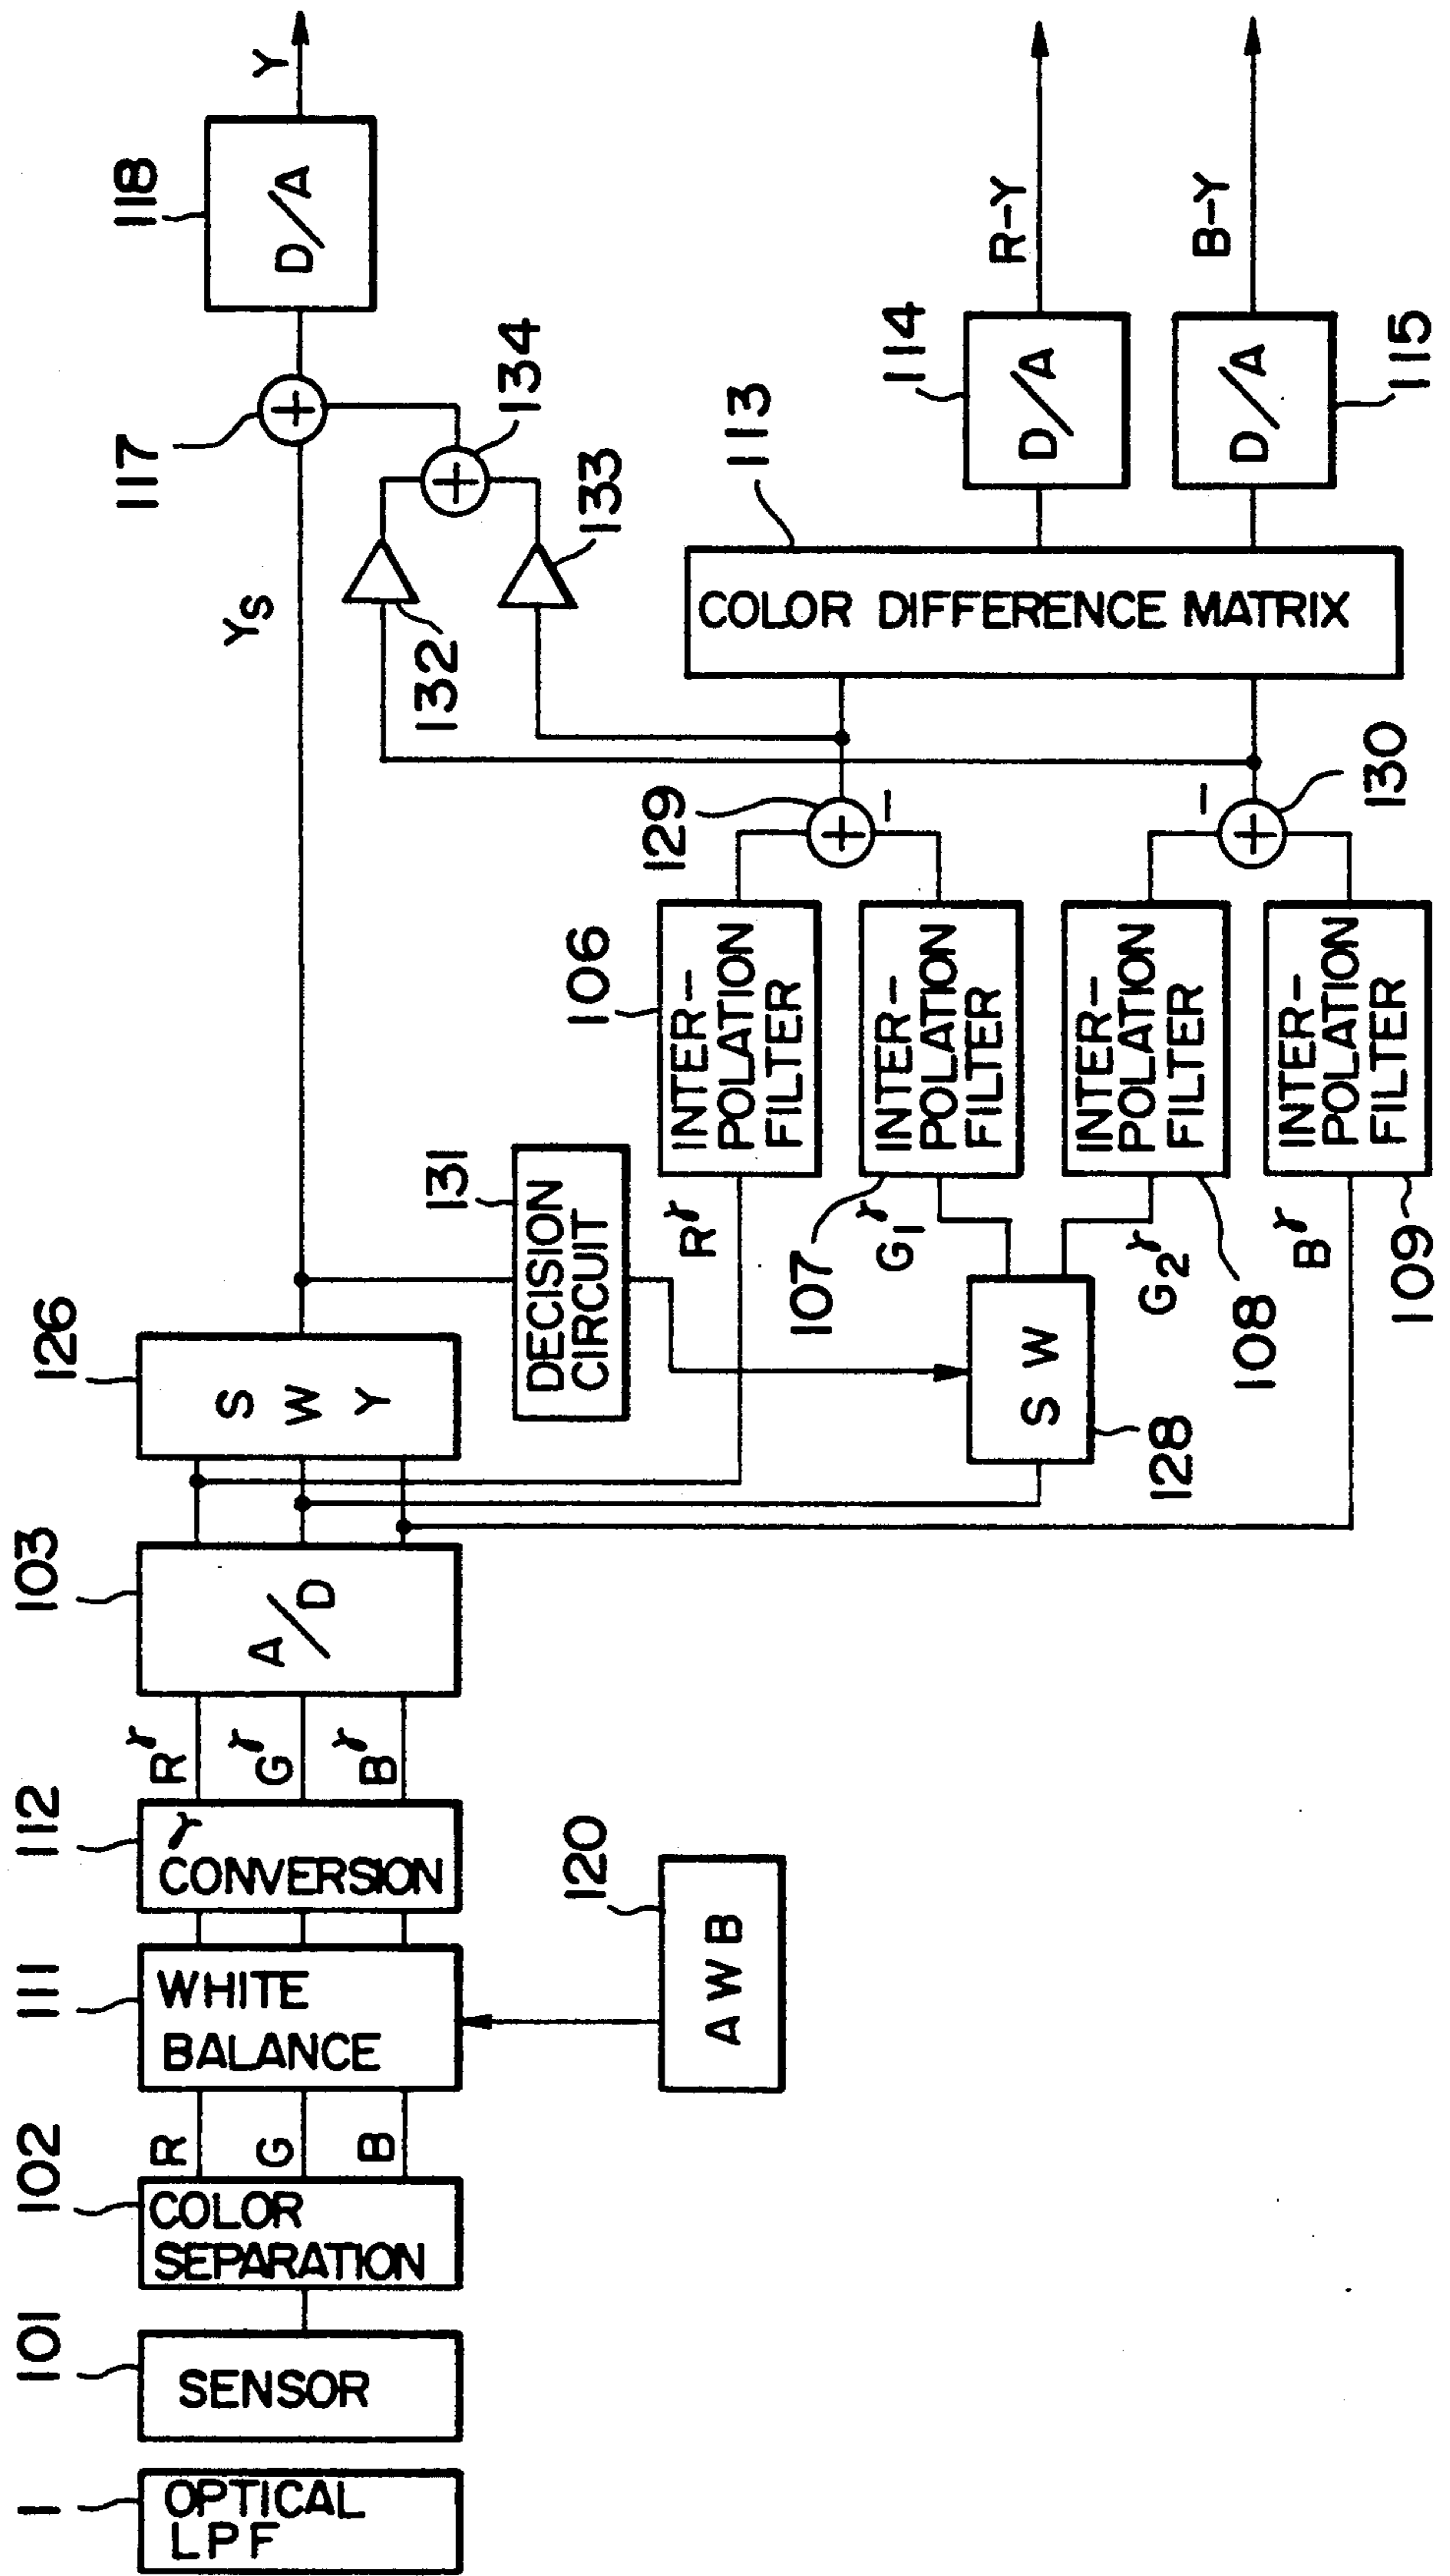 1
OPTICAL
LPF
101
SENSOR
102
COLOR
SEPARATION
R
G
B
111
WHITE
BALANCE
120
AWB
112
γ
CONVERSION
Rγ
Gγ
Bγ
103
A/D
126
SWY
YS
131
DECISION
CIRCUIT
128
SW
Rγ
G1γ
G2γ
Bγ
106
INTER-
POLATION
FILTER
107
INTER-
POLATION
FILTER
108
INTER-
POLATION
FILTER
109
INTER-
POLATION
FILTER
129
+
−
130
+
−
132
133
134
+
117
+
118
D/A
Y
113
COLOR DIFFERENCE MATRIX
114
D/A
R−Y
115
D/A
B−Y